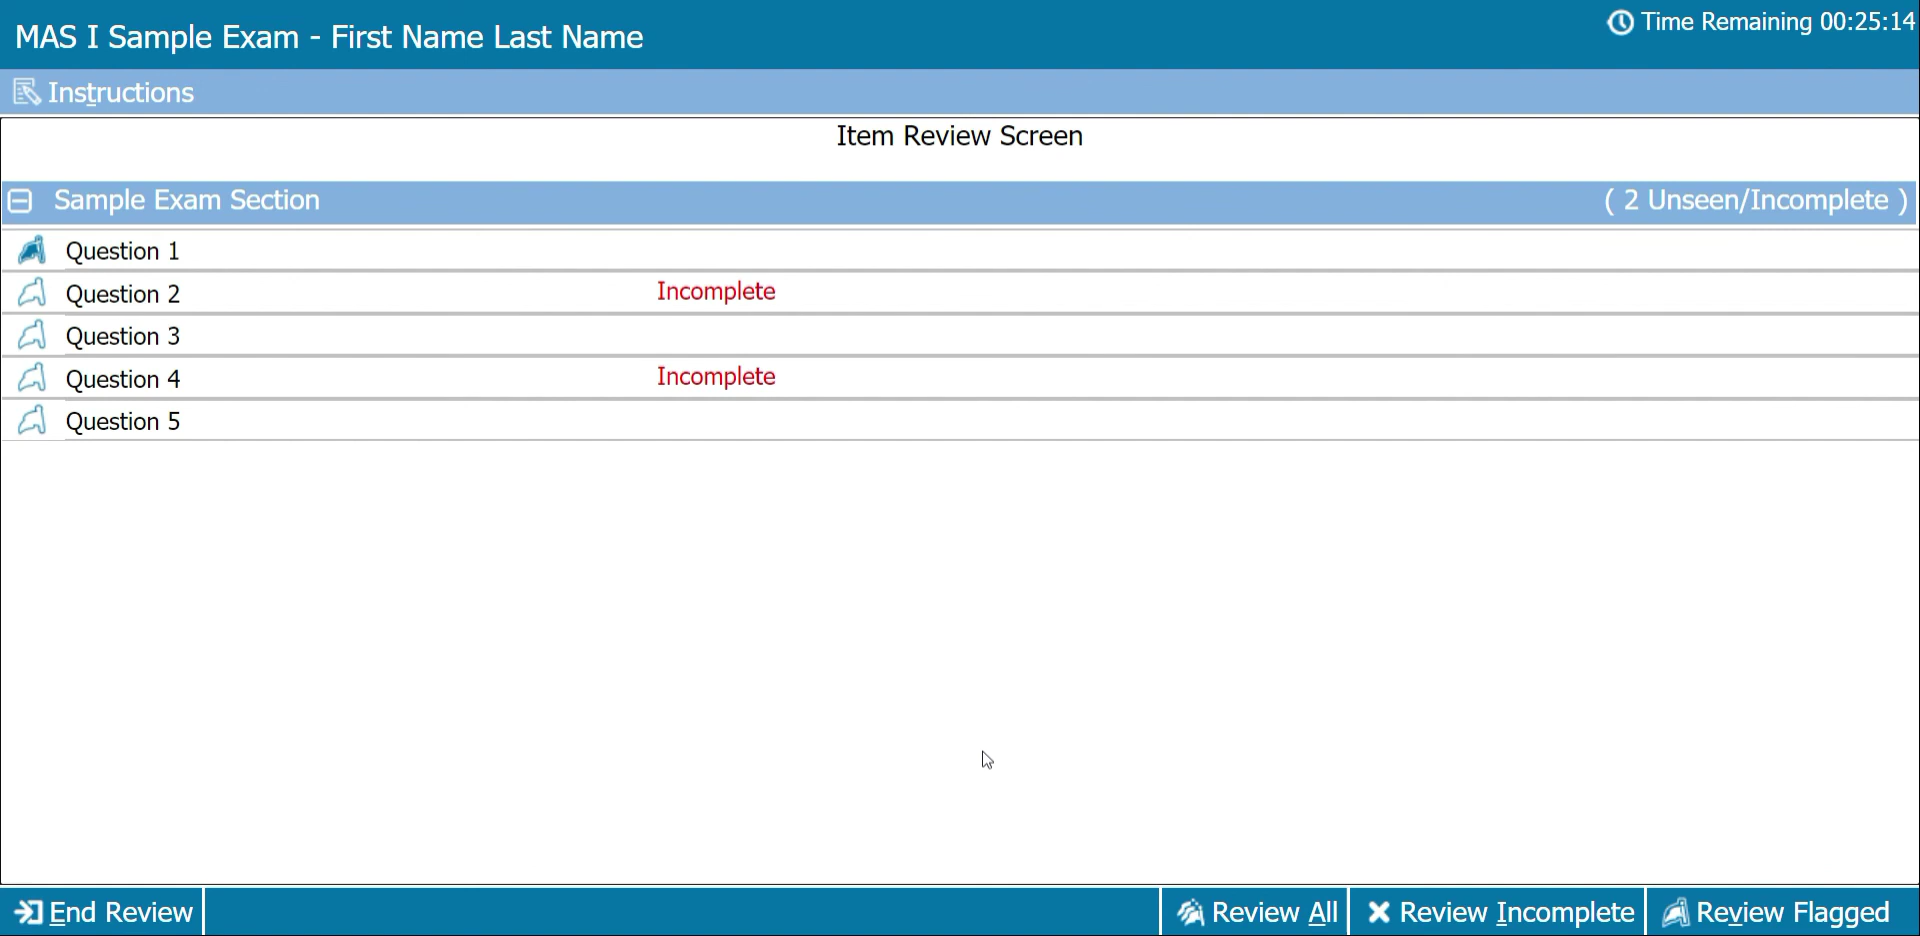 MAS I Sample Exam - First Name Last Name
Time Remaining 00:25:14
Instructions
Item Review Screen
Sample Exam Section ( 2 Unseen/Incomplete )
Question 1
Question 2 Incomplete
Question 3
Question 4 Incomplete
Question 5
End Review Review All Review Incomplete Review Flagged